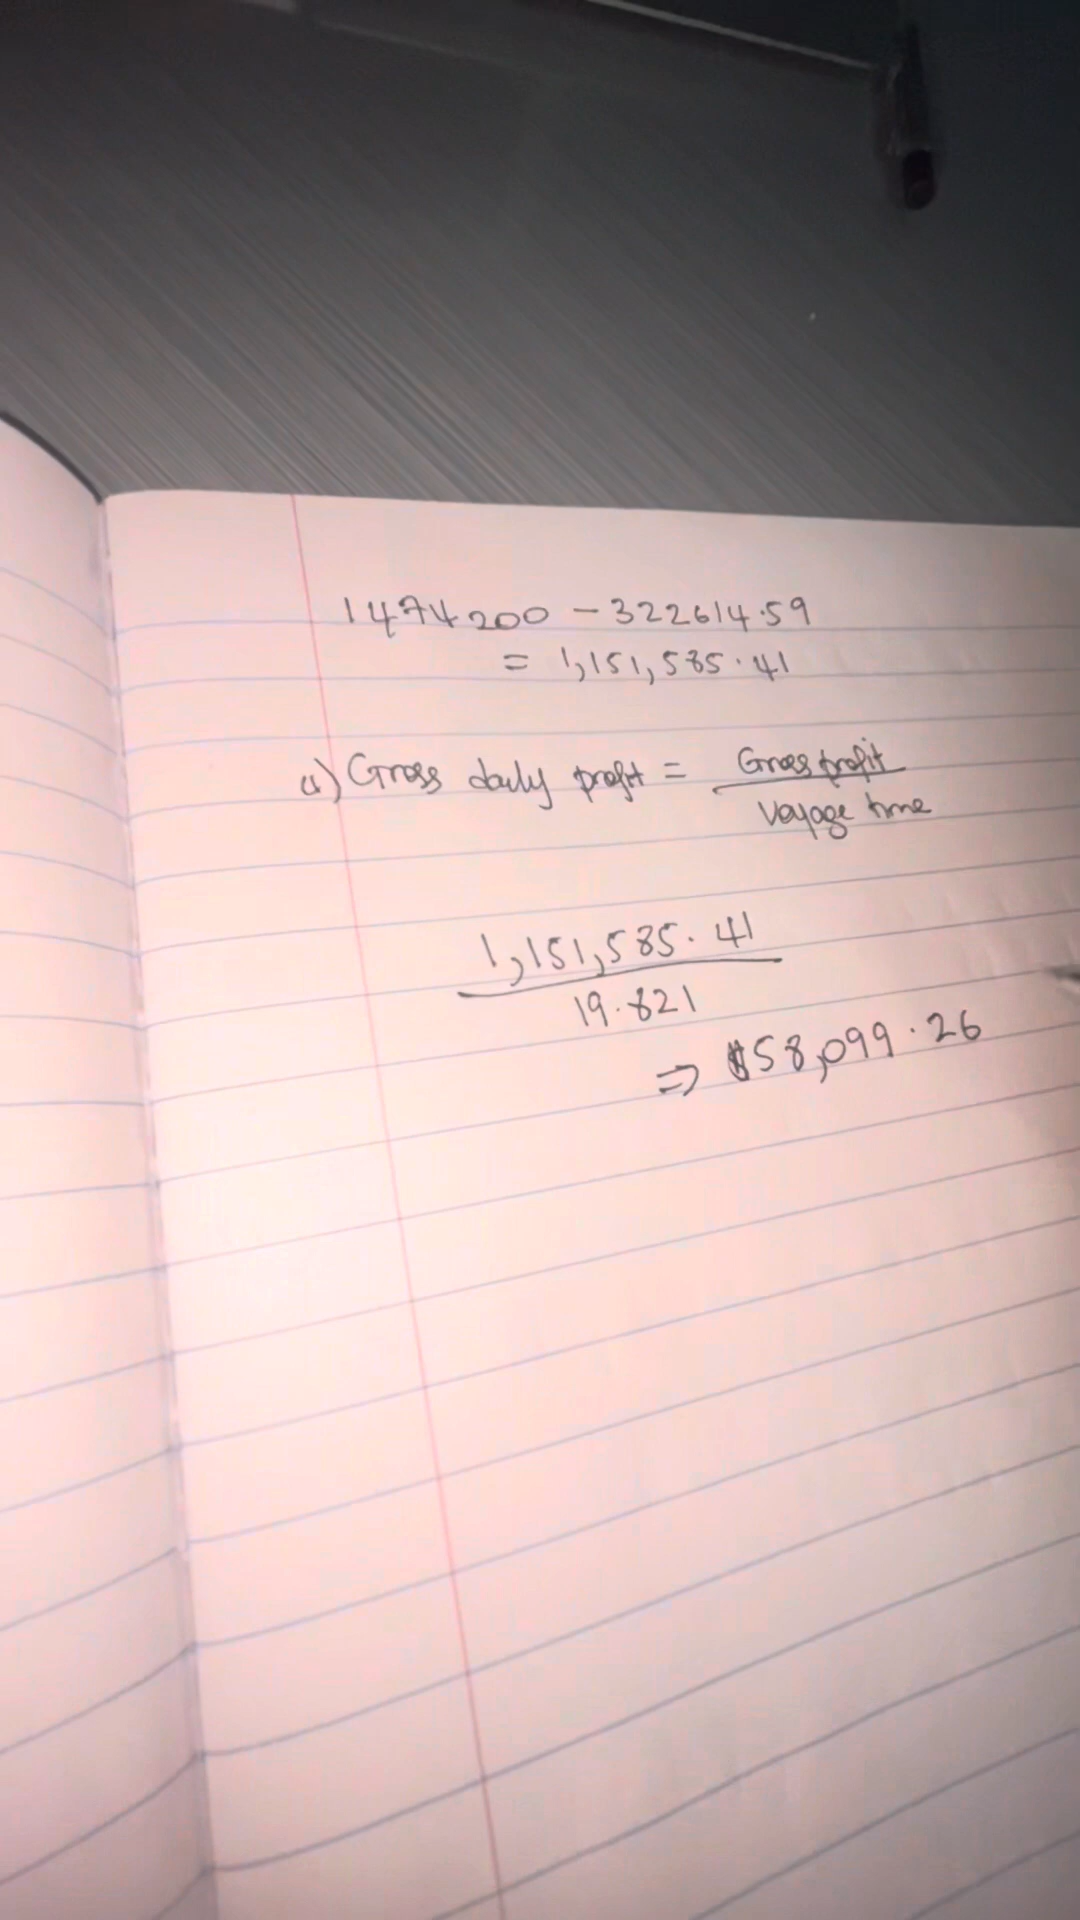 1474200 - 322614.59
= 1,151,585.41
a) Gross daily profit = Gross profit
Voyage time
1,151,585.41
19.821
⇒ $58,099.26